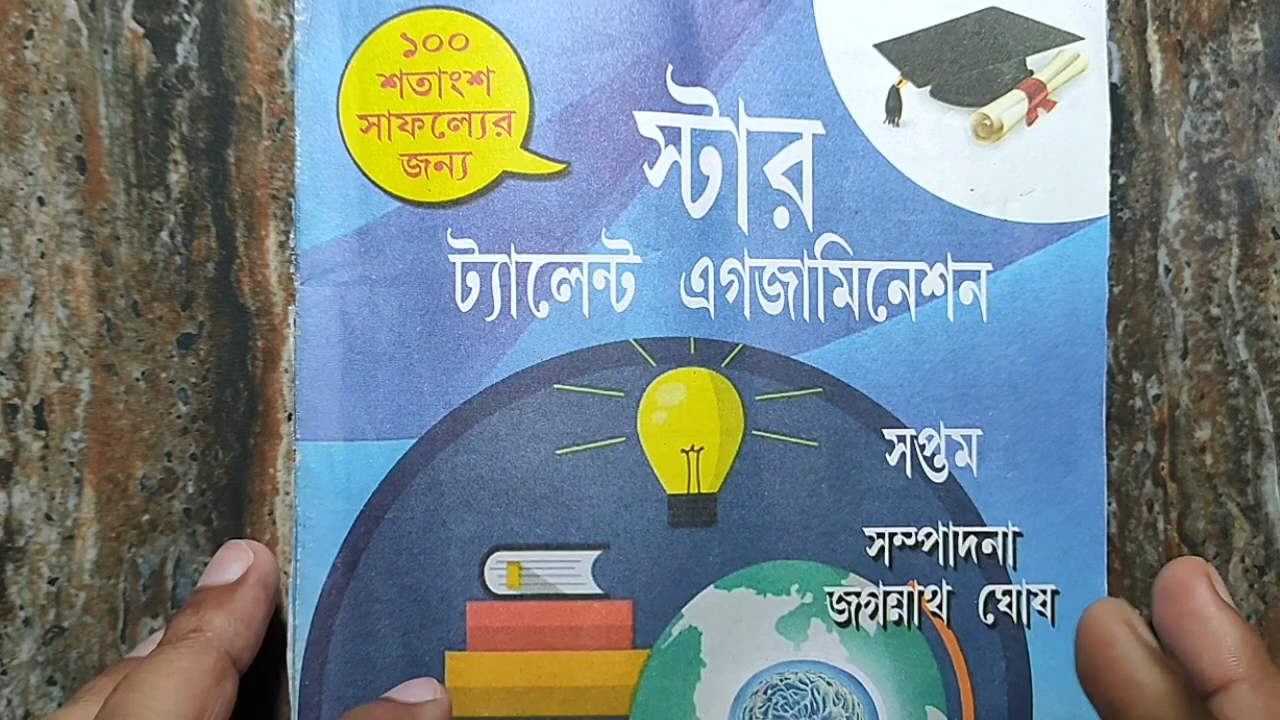 ১০০
শতাংশ
সাফল্যের
জন্য
স্টার
ট্যালেন্ট এগজামিনেশন
সপ্তম
সম্পাদনা
জগন্নাথ ঘোষ